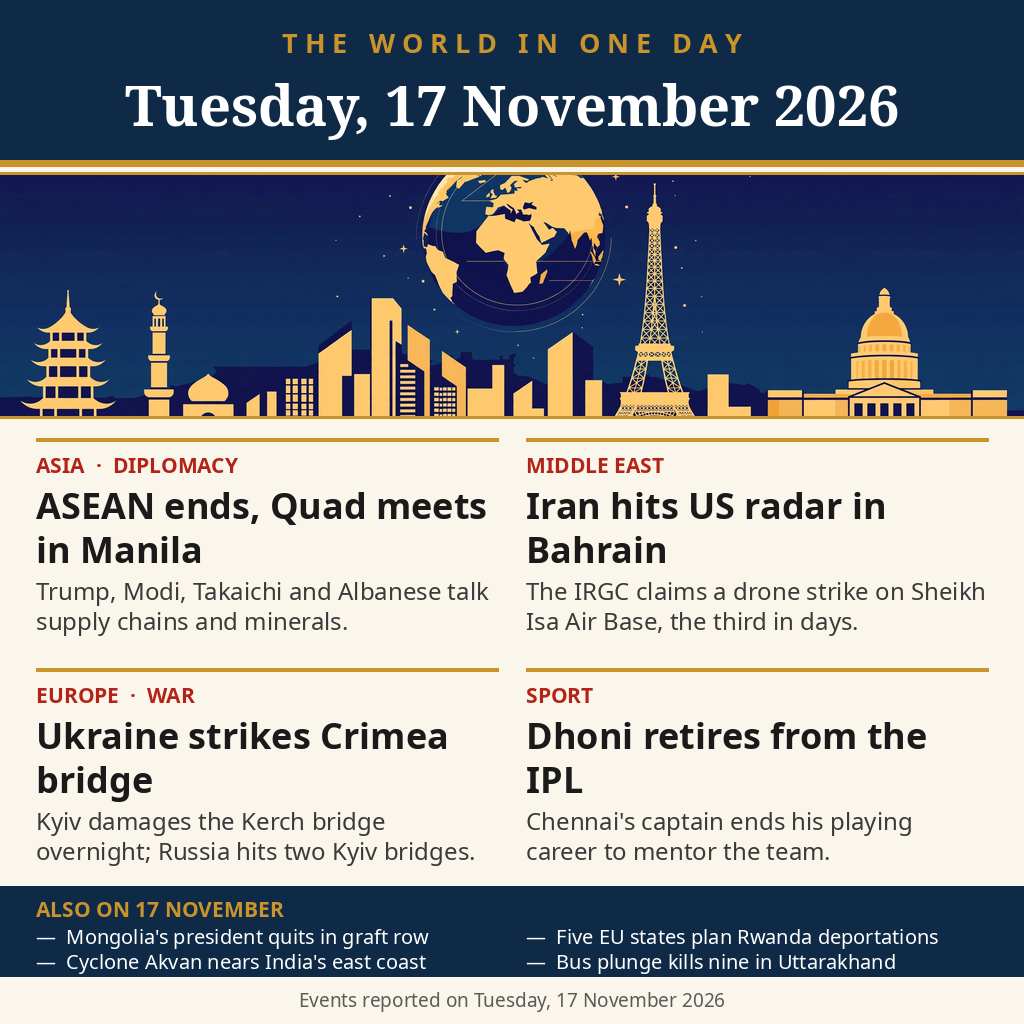 THE WORLD IN ONE DAY
Tuesday, 17 November 2026
ASIA · DIPLOMACY
ASEAN ends, Quad meets
in Manila
Trump, Modi, Takaichi and Albanese talk
supply chains and minerals.
MIDDLE EAST
Iran hits US radar in
Bahrain
The IRGC claims a drone strike on Sheikh
Isa Air Base, the third in days.
EUROPE · WAR
Ukraine strikes Crimea
bridge
Kyiv damages the Kerch bridge
overnight; Russia hits two Kyiv bridges.
SPORT
Dhoni retires from the
IPL
Chennai's captain ends his playing
career to mentor the team.
ALSO ON 17 NOVEMBER
— Mongolia's president quits in graft row
— Cyclone Akvan nears India's east coast
— Five EU states plan Rwanda deportations
— Bus plunge kills nine in Uttarakhand
Events reported on Tuesday, 17 November 2026